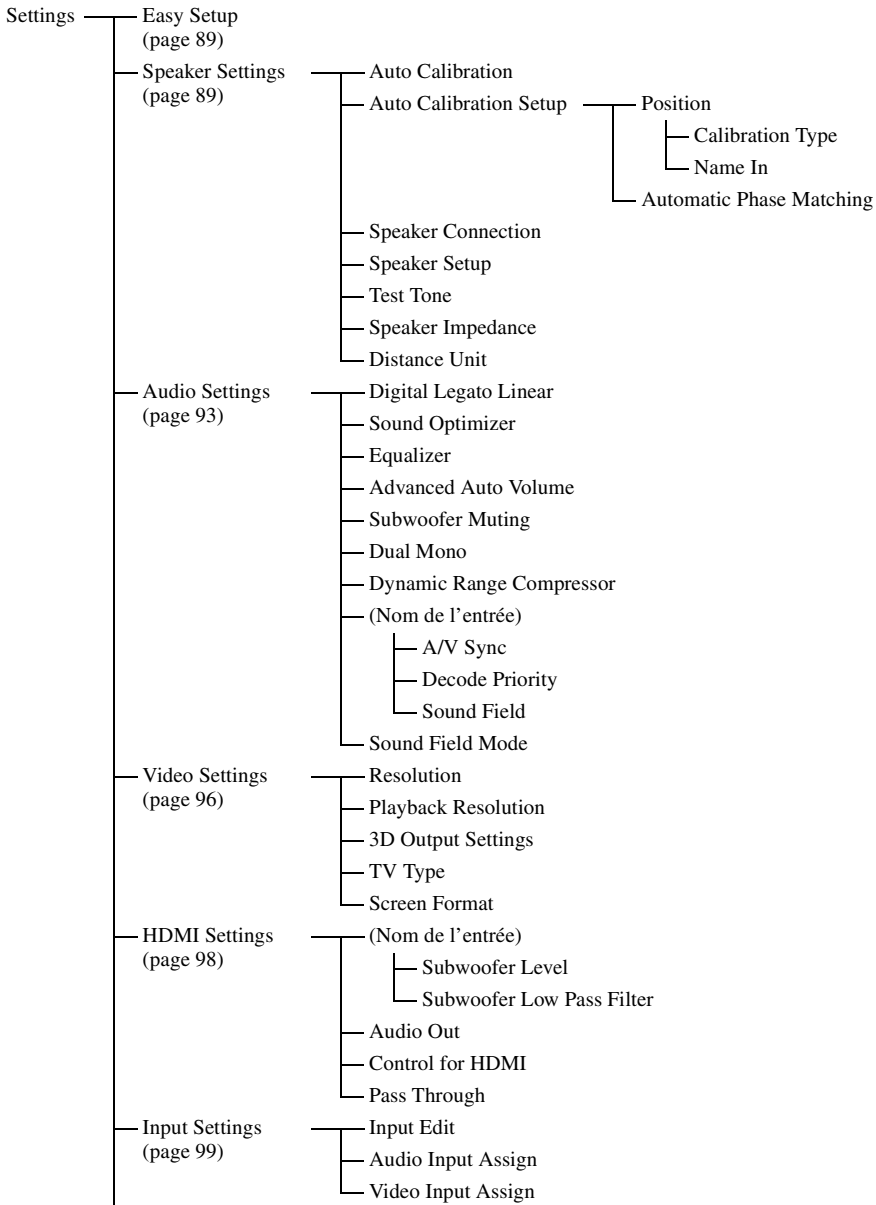 Settings
Easy Setup
(page 89)
Speaker Settings
(page 89)
Auto Calibration
Auto Calibration Setup
Position
Calibration Type
Name In
Automatic Phase Matching
Speaker Connection
Speaker Setup
Test Tone
Speaker Impedance
Distance Unit
Audio Settings
(page 93)
Digital Legato Linear
Sound Optimizer
Equalizer
Advanced Auto Volume
Subwoofer Muting
Dual Mono
Dynamic Range Compressor
(Nom de l'entrée)
A/V Sync
Decode Priority
Sound Field
Sound Field Mode
Video Settings
(page 96)
Resolution
Playback Resolution
3D Output Settings
TV Type
Screen Format
HDMI Settings
(page 98)
(Nom de l'entrée)
Subwoofer Level
Subwoofer Low Pass Filter
Audio Out
Control for HDMI
Pass Through
Input Settings
(page 99)
Input Edit
Audio Input Assign
Video Input Assign